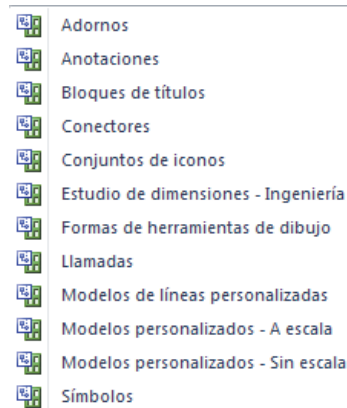 Adornos
Anotaciones
Bloques de títulos
Conectores
Conjuntos de iconos
Estudio de dimensiones - Ingeniería
Formas de herramientas de dibujo
Llamadas
Modelos de líneas personalizadas
Modelos personalizados - A escala
Modelos personalizados - Sin escala
Símbolos